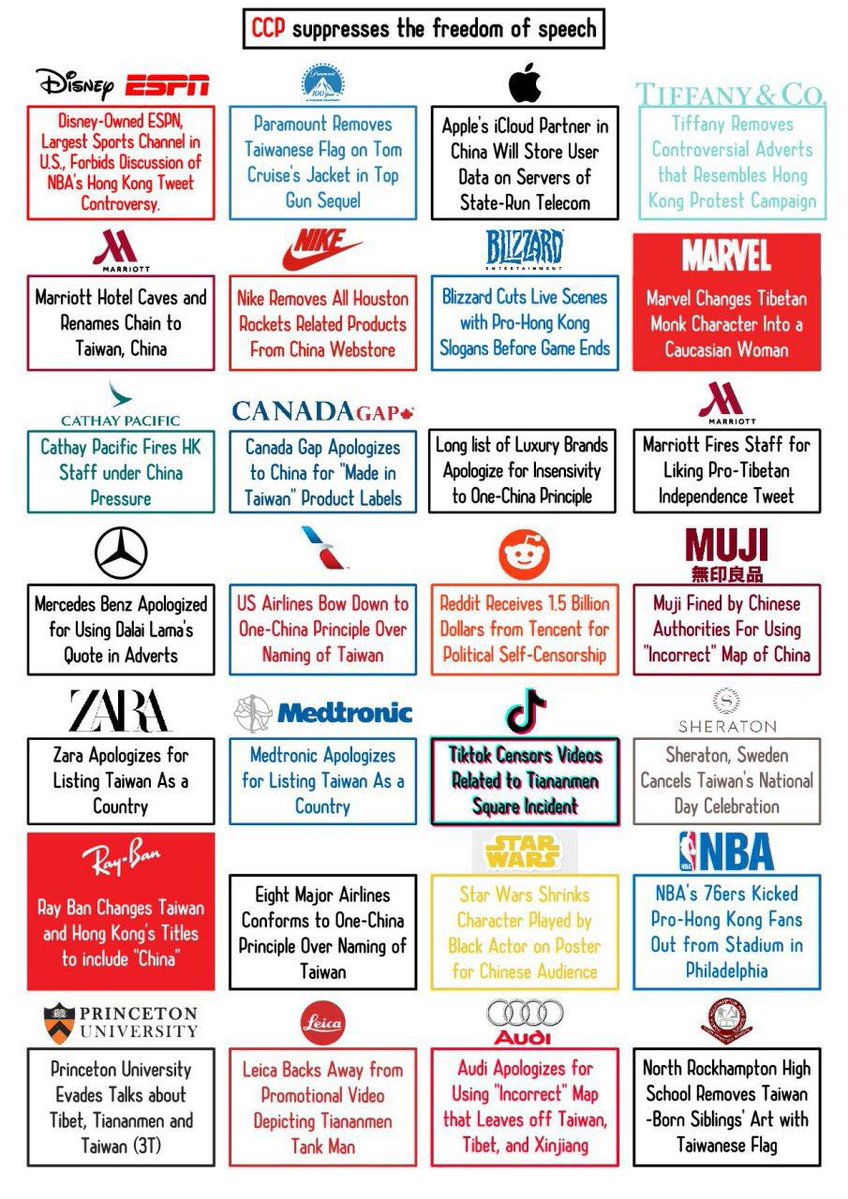 CCP suppresses the freedom of speech
Disney ESPN
Disney-Owned ESPN,
Largest Sports Channel in
U.S., Forbids Discussion of
NBA's Hong Kong Tweet
Controversy.
Paramount
100 years
Paramount Removes
Taiwanese Flag on Tom
Cruise's Jacket in Top
Gun Sequel
Apple's iCloud Partner in
China Will Store User
Data on Servers of
State-Run Telecom
TIFFANY & CO.
Tiffany Removes
Controversial Adverts
that Resembles Hong
Kong Protest Campaign
MARRIOTT
Marriott Hotel Caves and
Renames Chain to
Taiwan, China
NIKE
Nike Removes All Houston
Rockets Related Products
From China Webstore
BLIZZARD
ENTERTAINMENT
Blizzard Cuts Live Scenes
with Pro-Hong Kong
Slogans Before Game Ends
MARVEL
Marvel Changes Tibetan
Monk Character Into a
Caucasian Woman
CATHAY PACIFIC
Cathay Pacific Fires HK
Staff under China
Pressure
CANADA GAP
Canada Gap Apologizes
to China for "Made in
Taiwan" Product Labels
Long list of Luxury Brands
Apologize for Insensivity
to One-China Principle
MARRIOTT
Marriott Fires Staff for
Liking Pro-Tibetan
Independence Tweet
Mercedes Benz Apologized
for Using Dalai Lama's
Quote in Adverts
US Airlines Bow Down to
One-China Principle Over
Naming of Taiwan
Reddit Receives 1.5 Billion
Dollars from Tencent for
Political Self-Censorship
MUJI
無印良品
Muji Fined by Chinese
Authorities For Using
"Incorrect" Map of China
ZARA
Zara Apologizes for
Listing Taiwan As a
Country
Medtronic
Medtronic Apologizes
for Listing Taiwan As a
Country
Tiktok Censors Videos
Related to Tiananmen
Square Incident
S
SHERATON
Sheraton, Sweden
Cancels Taiwan's National
Day Celebration
Ray-Ban
Ray Ban Changes Taiwan
and Hong Kong's Titles
to include "China"
Eight Major Airlines
Conforms to One-China
Principle Over Naming of
Taiwan
STAR
WARS
Star Wars Shrinks
Character Played by
Black Actor on Poster
for Chinese Audience
NBA
NBA's 76ers Kicked
Pro-Hong Kong Fans
Out from Stadium in
Philadelphia
PRINCETON
UNIVERSITY
Princeton University
Evades Talks about
Tibet, Tiananmen and
Taiwan (3T)
Leica
Leica Backs Away from
Promotional Video
Depicting Tiananmen
Tank Man
Audi
Audi Apologizes for
Using "Incorrect" Map
that Leaves off Taiwan,
Tibet, and Xinjiang
North Rockhampton High
School Removes Taiwan
-Born Siblings' Art with
Taiwanese Flag